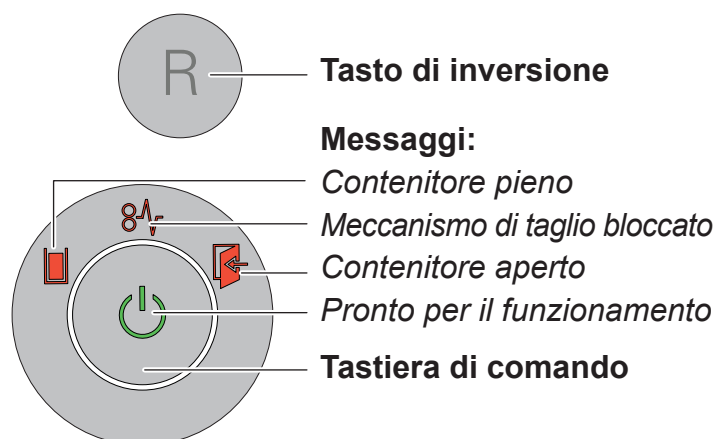 R
Tasto di inversione
Messaggi:
Contenitore pieno
Meccanismo di taglio bloccato
Contenitore aperto
Pronto per il funzionamento
Tastiera di comando